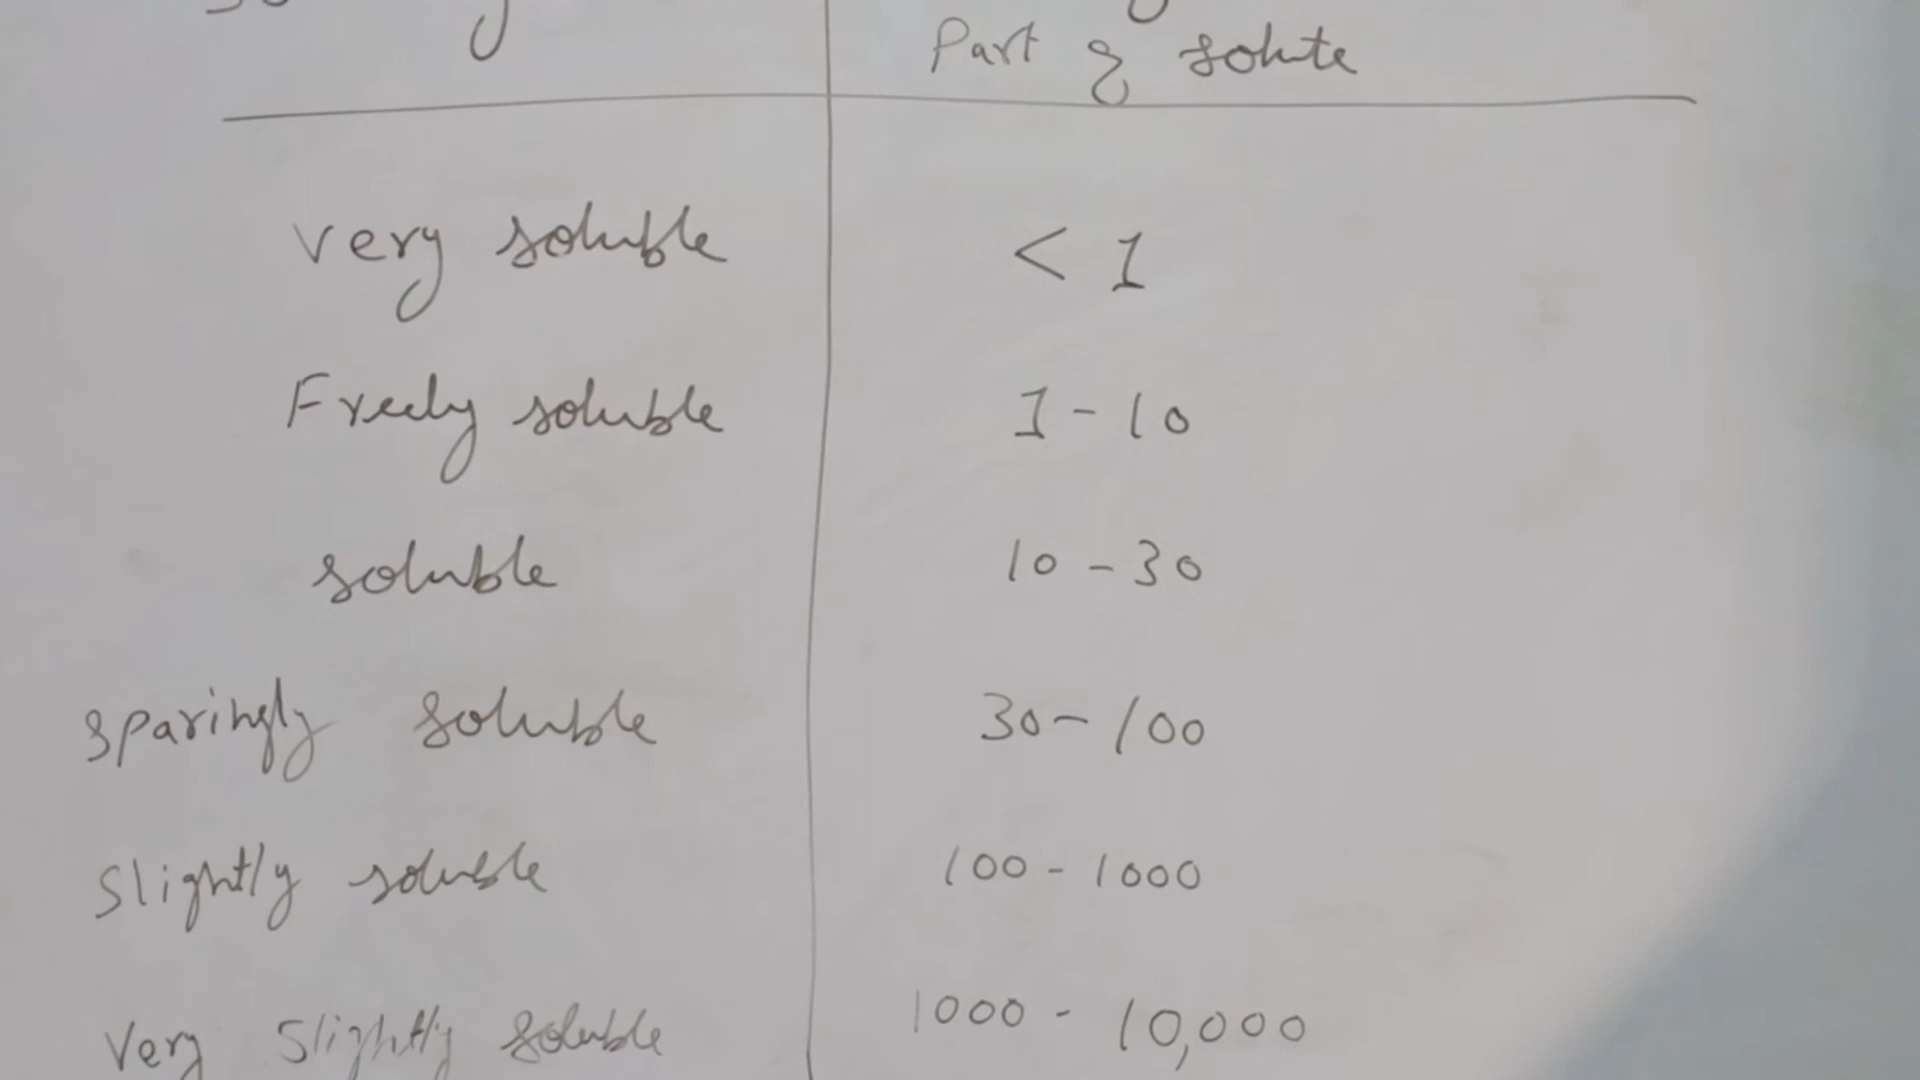 Part of solute
very soluble < 1
Freely soluble 1-10
soluble 10-30
sparingly soluble 30-100
Slightly soluble 100-1000
Very slightly soluble 1000-10,000